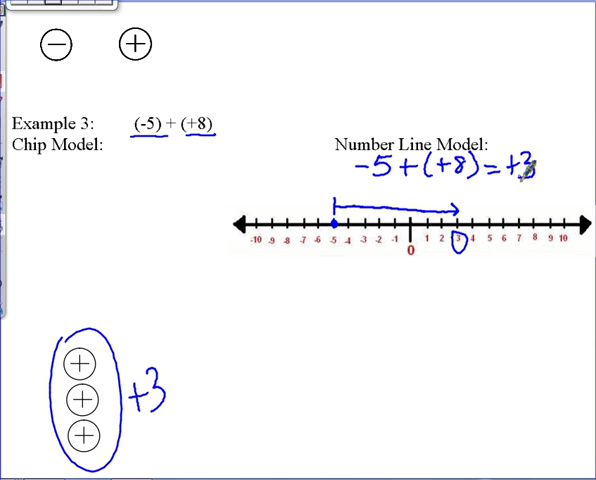 − +
Example 3: (-5) + (+8)
Chip Model:
Number Line Model:
-5+(+8)=+3
-10 -9 -8 -7 -6 -5 -4 -3 -2 -1 0 1 2 3 4 5 6 7 8 9 10
+
+ +3
+